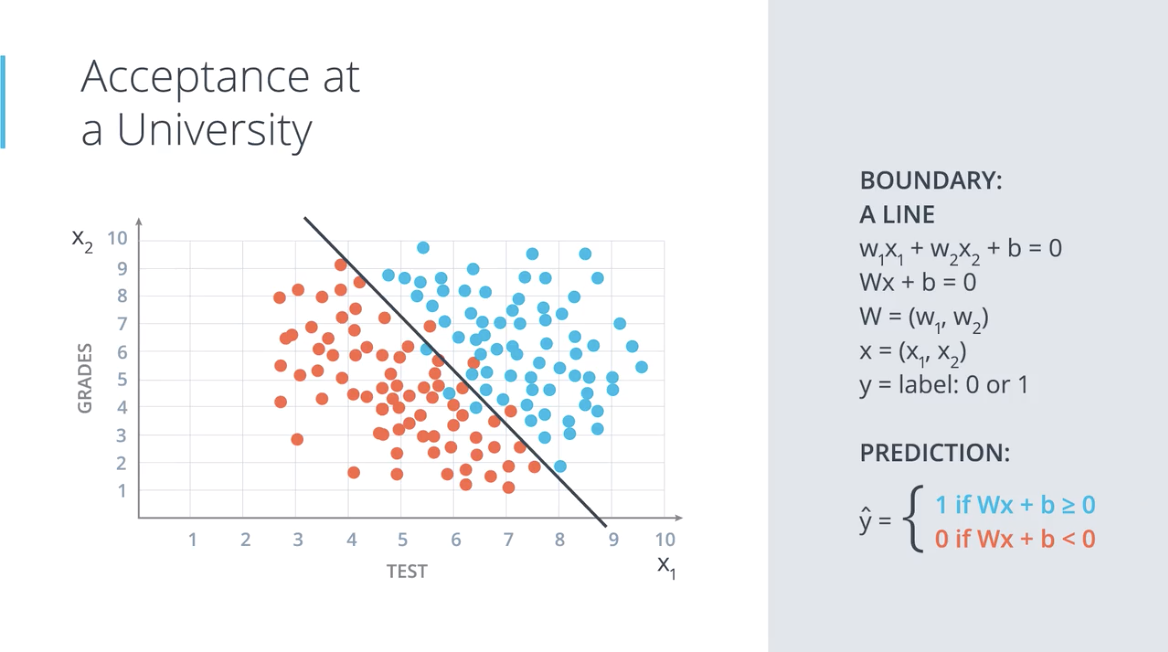 Acceptance at
a University
x₂
10
9
8
7
6
5
4
3
2
1
GRADES
1 2 3 4 5 6 7 8 9 10
TEST
x₁
BOUNDARY:
A LINE
w₁x₁ + w₂x₂ + b = 0
Wx + b = 0
W = (w₁, w₂)
x = (x₁, x₂)
y = label: 0 or 1
PREDICTION:
ŷ = {
1 if Wx + b ≥ 0
0 if Wx + b < 0